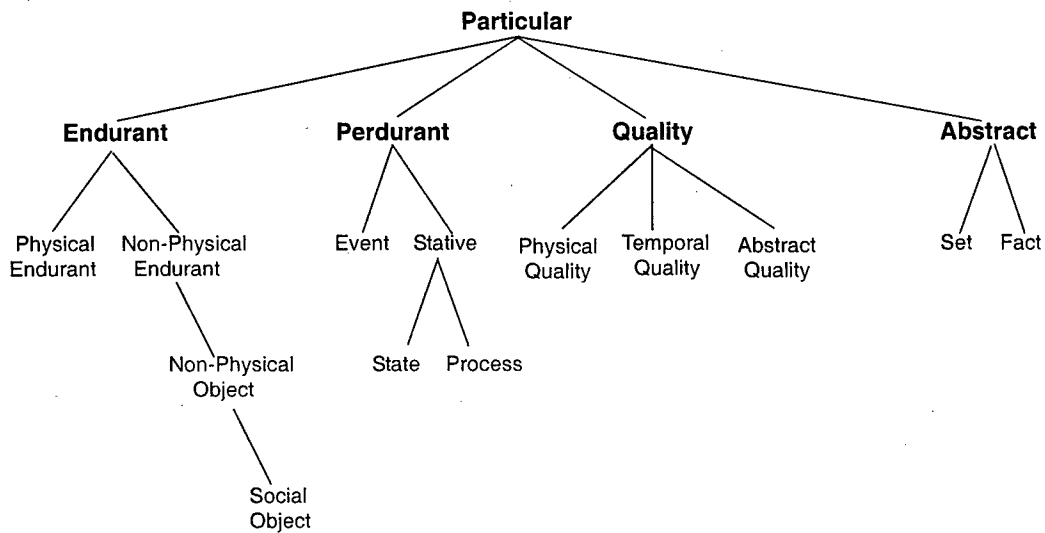 Particular
Endurant
Perdurant
Quality
Abstract
Physical
Endurant
Non-Physical
Endurant
Event
Stative
Physical
Quality
Temporal
Quality
Abstract
Quality
Set
Fact
Non-Physical
Object
State
Process
Social
Object